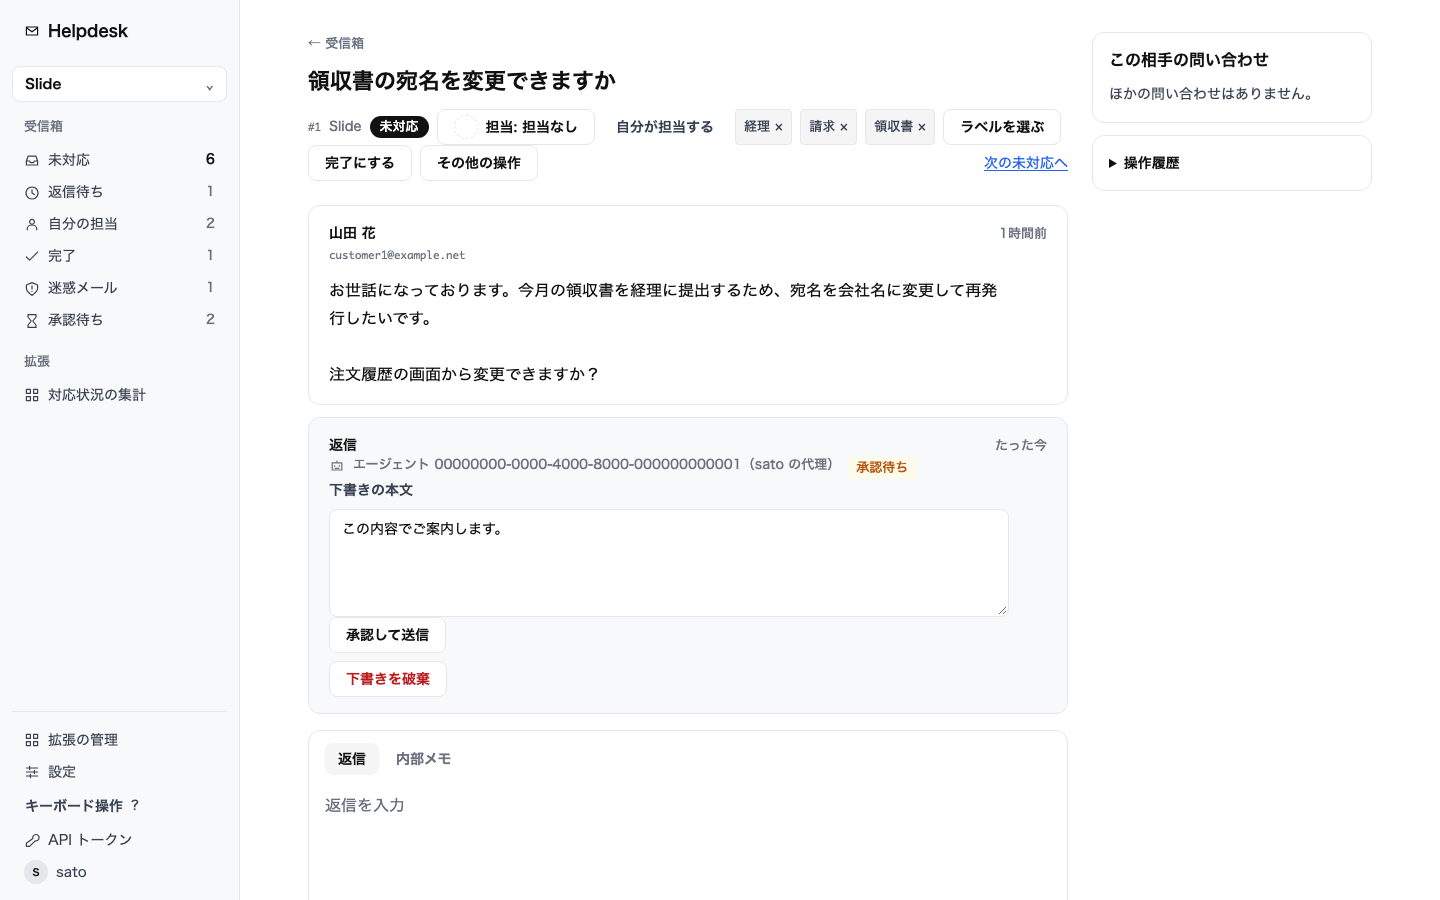 Helpdesk
Slide
受信箱
未対応 6
返信待ち 1
自分の担当 2
完了 1
迷惑メール 1
承認待ち 2
拡張
対応状況の集計
拡張の管理
設定
キーボード操作 ?
API トークン
S sato
← 受信箱
領収書の宛名を変更できますか
#1 Slide 未対応 担当: 担当なし 自分が担当する 経理 × 請求 × 領収書 × ラベルを選ぶ
完了にする その他の操作 次の未対応へ
山田 花 1時間前
customer1@example.net
お世話になっております。今月の領収書を経理に提出するため、宛名を会社名に変更して再発
行したいです。
注文履歴の画面から変更できますか？
返信 たった今
エージェント 00000000-0000-4000-8000-000000000001（sato の代理） 承認待ち
下書きの本文
この内容でご案内します。
承認して送信
下書きを破棄
返信 内部メモ
返信を入力
この相手の問い合わせ
ほかの問い合わせはありません。
▶ 操作履歴